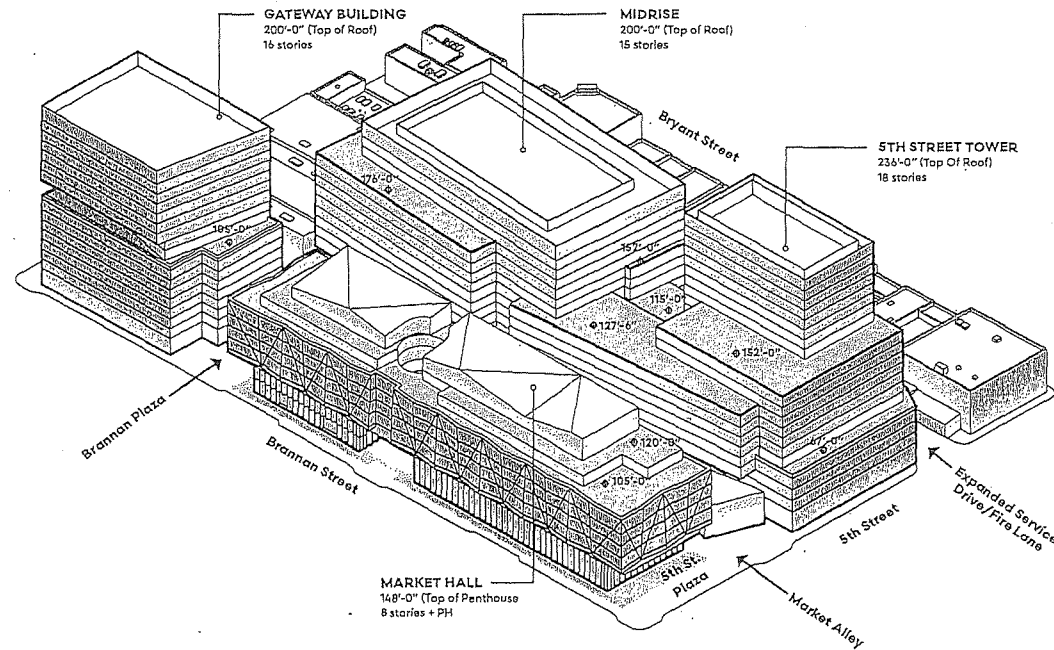 GATEWAY BUILDING
200'-0" (Top of Roof)
16 stories
MIDRISE
200'-0" (Top of Roof)
15 stories
Bryant Street
5TH STREET TOWER
236'-0" (Top Of Roof)
18 stories
176'-0"
105'-0"
152'-0"
115'-0"
127'-6"
152'-0"
Brannan Plaza
Brannan Street
120'-0"
67'-0"
105'-0"
Expanded Service
Drive/Fire Lane
5th Street
5th St.
Plaza
Market Alley
MARKET HALL
148'-0" (Top of Penthouse
8 stories + PH